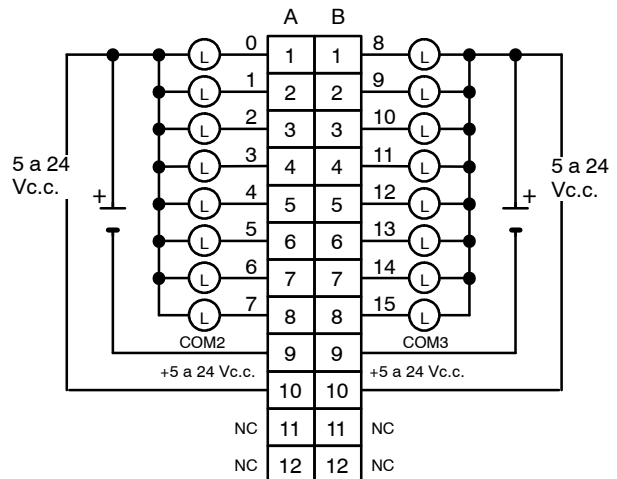 A B
0 1 1 8
L L
1 2 2 9
L L
2 3 3 10
L L
3 4 4 11
L L
5 a 24 Vc.c.
5 a 24 Vc.c.
+ +
4 5 5 12
L L
5 6 6 13
L L
6 7 7 14
L L
7 8 8 15
L L
COM2 9 9 COM3
+5 a 24 Vc.c. 10 10 +5 a 24 Vc.c.
NC 11 11 NC
NC 12 12 NC